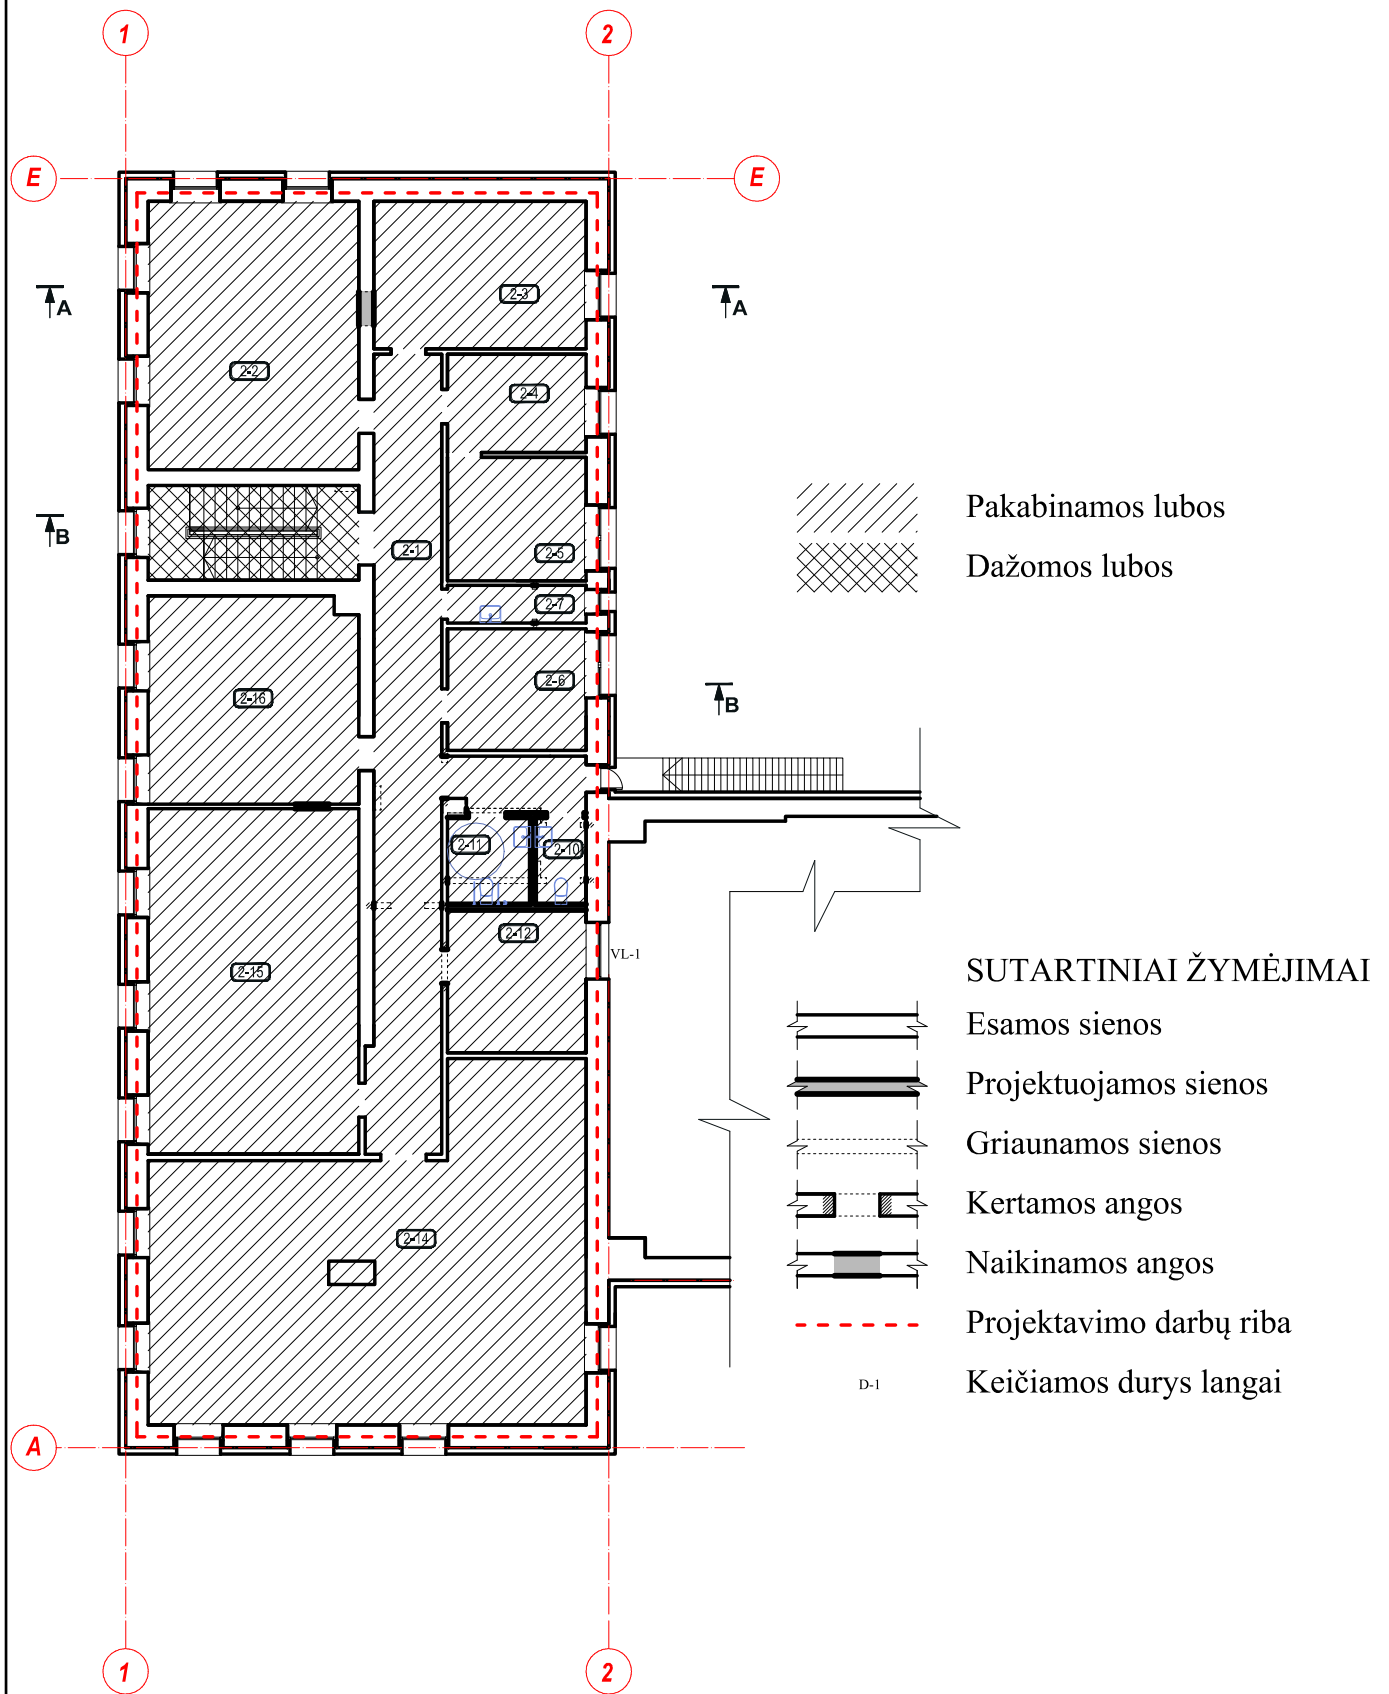 1
2
E
E
A
A
2-3
2-2
2-4
Pakabinamos lubos
B
2-1
2-5
Dažomos lubos
2-7
2-6
2-16
B
2-11
2-10
2-12
VL-1
2-15
SUTARTINIAI ŽYMĖJIMAI
Esamos sienos
Projektuojamos sienos
Griaunamos sienos
Kertamos angos
2-14
Naikinamos angos
Projektavimo darbų riba
D-1 Keičiamos durys langai
A
1
2